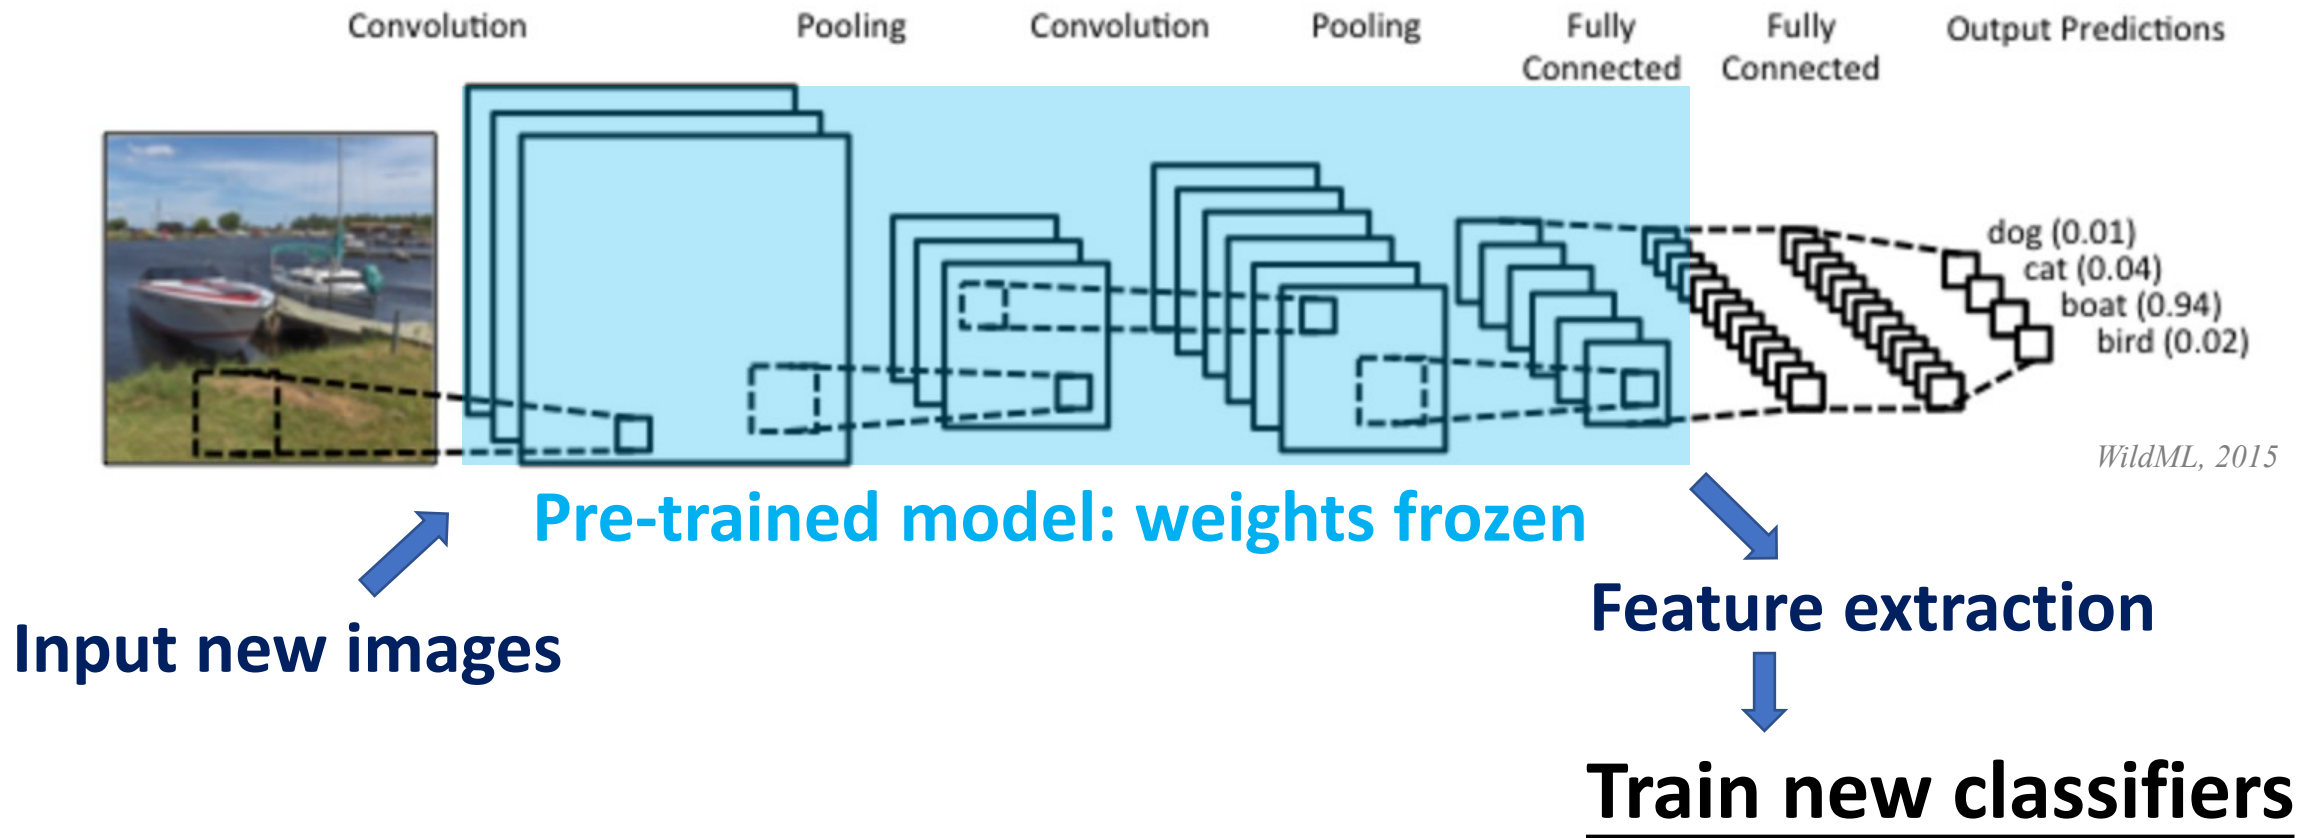 Convolution
Pooling
Convolution
Pooling
Fully
Connected
Fully
Connected
Output Predictions
dog (0.01)
cat (0.04)
boat (0.94)
bird (0.02)
WildML, 2015
Pre-trained model: weights frozen
Input new images
Feature extraction
Train new classifiers